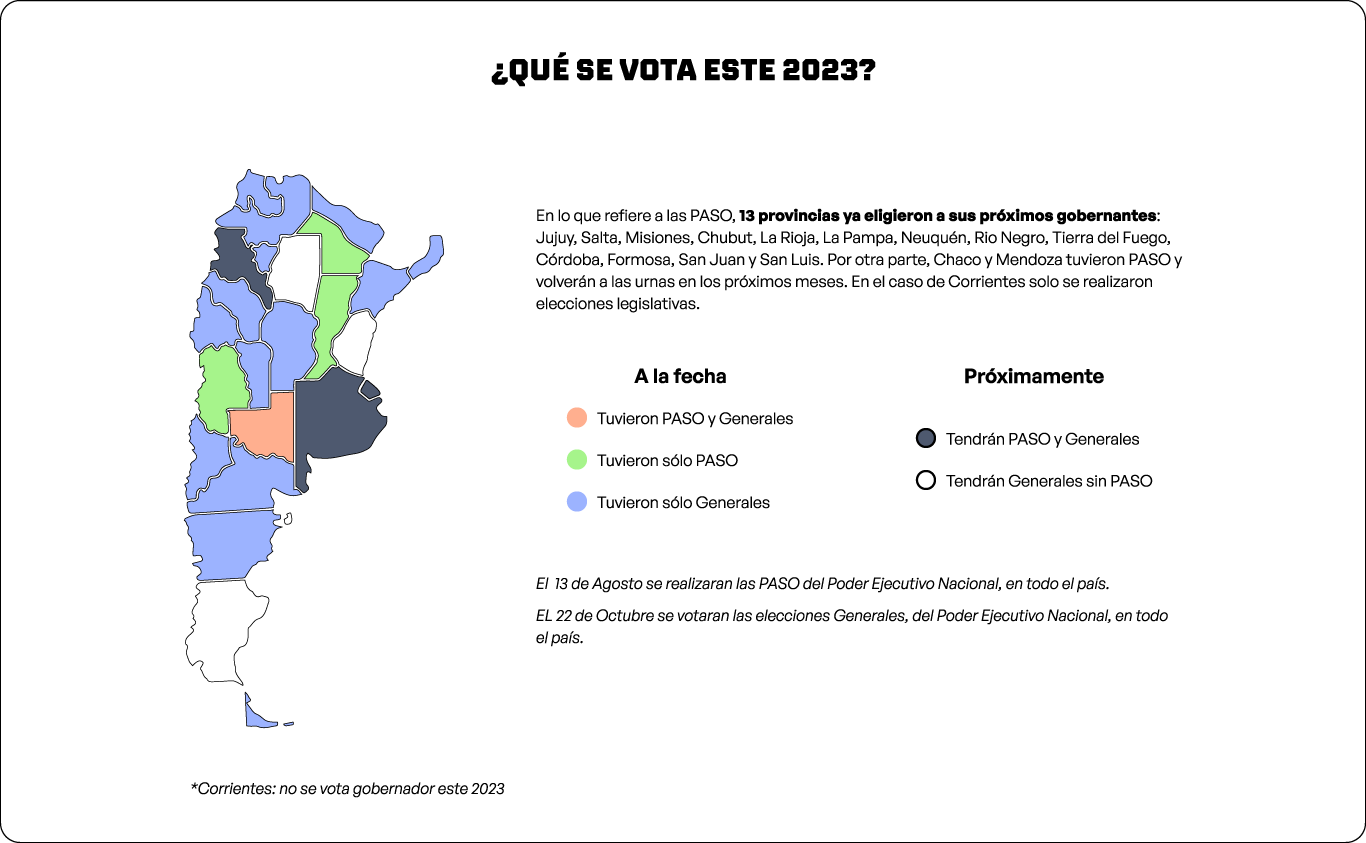 ¿QUÉ SE VOTA ESTE 2023?
En lo que refiere a las PASO, 13 provincias ya eligieron a sus próximos gobernantes:
Jujuy, Salta, Misiones, Chubut, La Rioja, La Pampa, Neuquén, Rio Negro, Tierra del Fuego,
Córdoba, Formosa, San Juan y San Luis. Por otra parte, Chaco y Mendoza tuvieron PASO y
volverán a las urnas en los próximos meses. En el caso de Corrientes solo se realizaron
elecciones legislativas.
A la fecha
Tuvieron PASO y Generales
Tuvieron sólo PASO
Tuvieron sólo Generales
Próximamente
Tendrán PASO y Generales
Tendrán Generales sin PASO
El 13 de Agosto se realizaran las PASO del Poder Ejecutivo Nacional, en todo el país.
EL 22 de Octubre se votaran las elecciones Generales, del Poder Ejecutivo Nacional, en todo
el país.
*Corrientes: no se vota gobernador este 2023